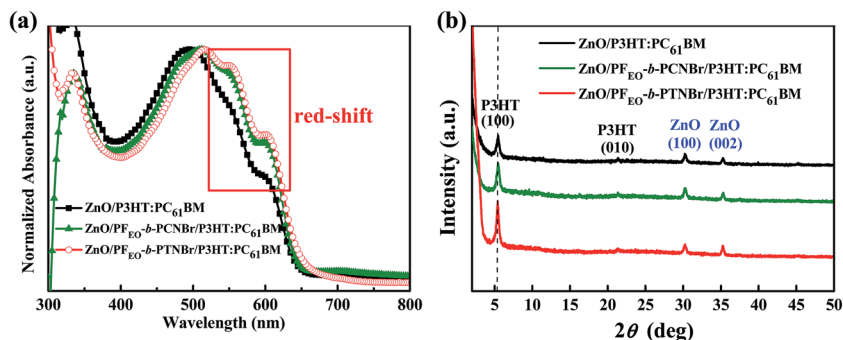 (a)
Normalized Absorbance (a.u.)
red-shift
ZnO/P3HT:PC61BM
ZnO/PFEO-b-PCNBr/P3HT:PC61BM
ZnO/PFEO-b-PTNBr/P3HT:PC61BM
300 400 500 600 700 800
Wavelength (nm)
(b)
Intensity (a.u.)
ZnO/P3HT:PC61BM
ZnO/PFEO-b-PCNBr/P3HT:PC61BM
ZnO/PFEO-b-PTNBr/P3HT:PC61BM
P3HT
(100)
P3HT
(010)
ZnO
(100)
ZnO
(002)
5 10 15 20 25 30 35 40 45 50
2θ (deg)